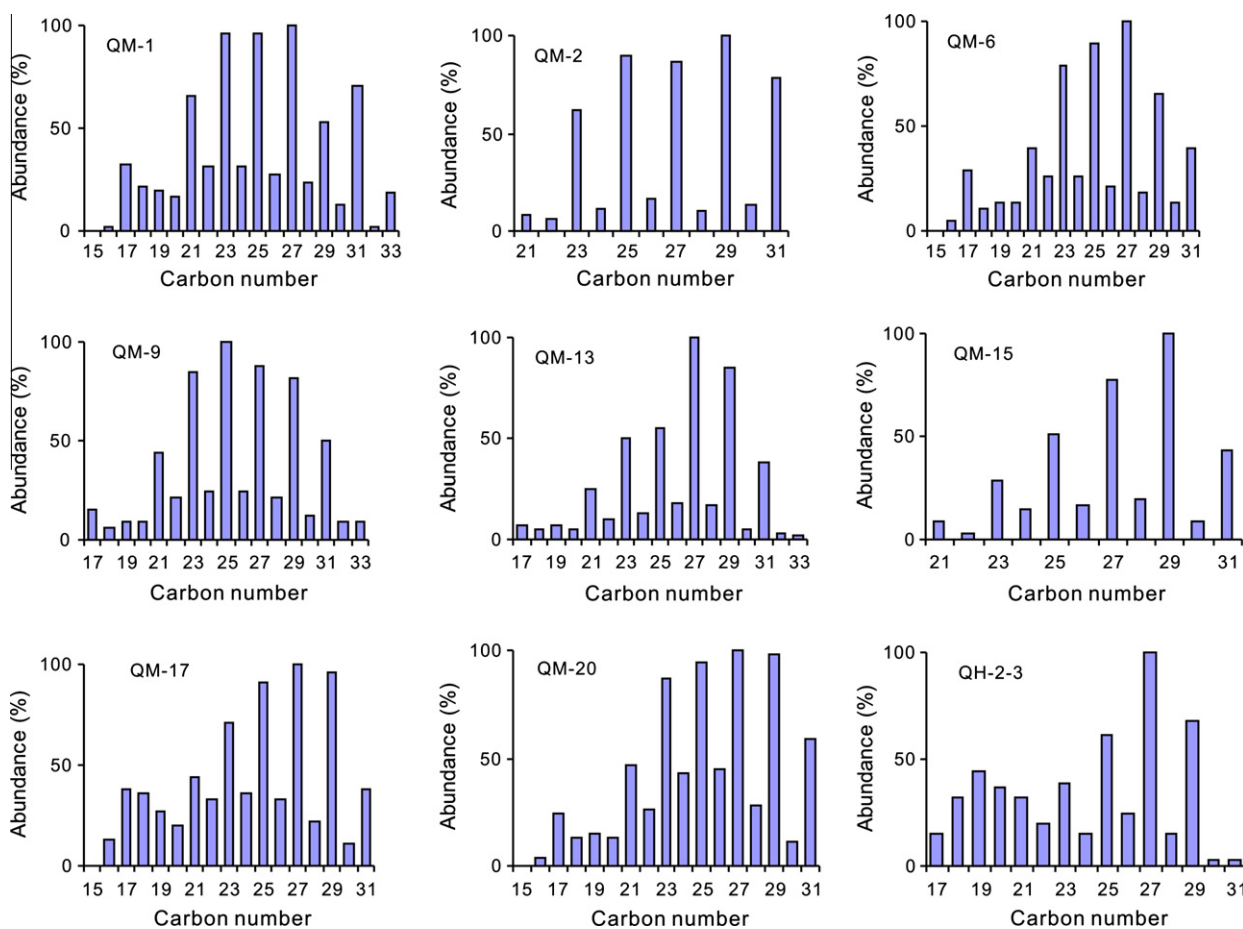 QM-1
Abundance (%)
100
50
0
15 17 19 21 23 25 27 29 31 33
Carbon number
QM-2
Abundance (%)
100
50
0
21 23 25 27 29 31
Carbon number
QM-6
Abundance (%)
100
50
0
15 17 19 21 23 25 27 29 31
Carbon number
QM-9
Abundance (%)
100
50
0
17 19 21 23 25 27 29 31 33
Carbon number
QM-13
Abundance (%)
100
50
0
17 19 21 23 25 27 29 31 33
Carbon number
QM-15
Abundance (%)
100
50
0
21 23 25 27 29 31
Carbon number
QM-17
Abundance (%)
100
50
0
15 17 19 21 23 25 27 29 31
Carbon number
QM-20
Abundance (%)
100
50
0
15 17 19 21 23 25 27 29 31
Carbon number
QH-2-3
Abundance (%)
100
50
0
17 19 21 23 25 27 29 31
Carbon number